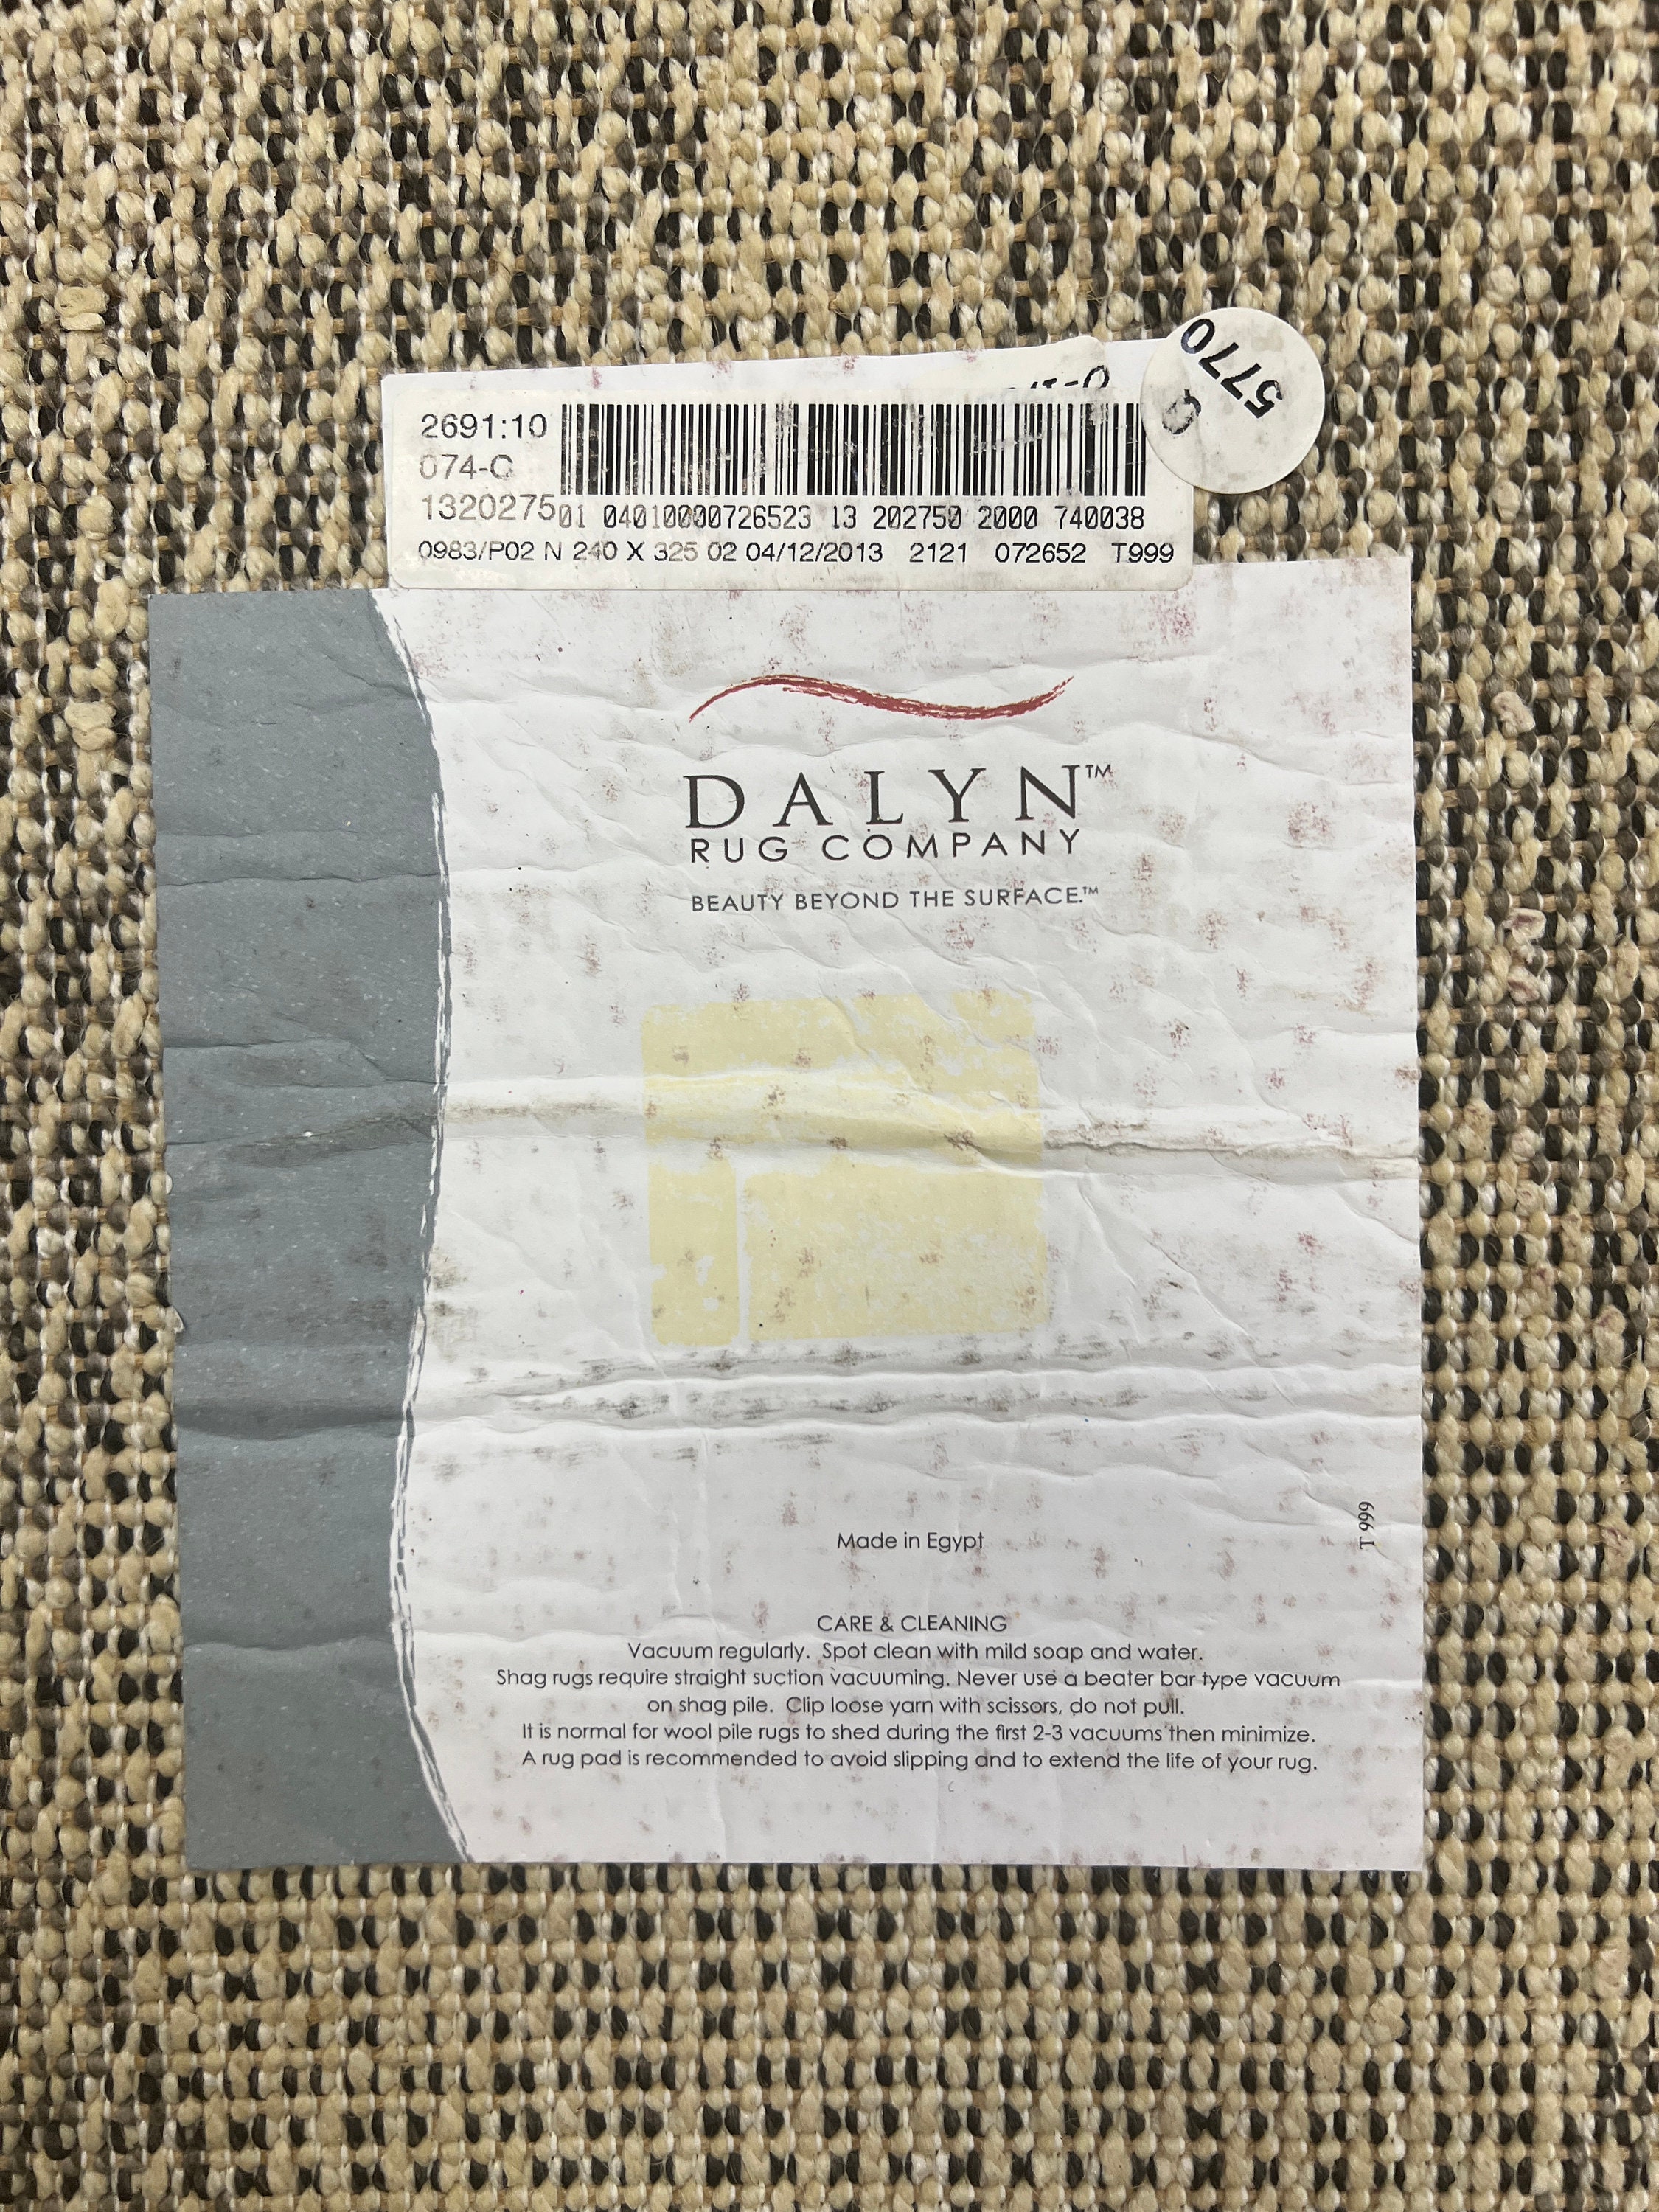 5770
G
2691:10
074-C
1320275
01 04010000726523 13 202750 2000 740038
0983/P02 N 240 X 325 02 04/12/2013 2121 072652 T999
DALYN™
RUG COMPANY
BEAUTY BEYOND THE SURFACE.™
Made in Egypt
T 999
CARE & CLEANING
Vacuum regularly. Spot clean with mild soap and water.
Shag rugs require straight suction vacuuming. Never use a beater bar type vacuum
on shag pile. Clip loose yarn with scissors, do not pull.
It is normal for wool pile rugs to shed during the first 2-3 vacuums then minimize.
A rug pad is recommended to avoid slipping and to extend the life of your rug.